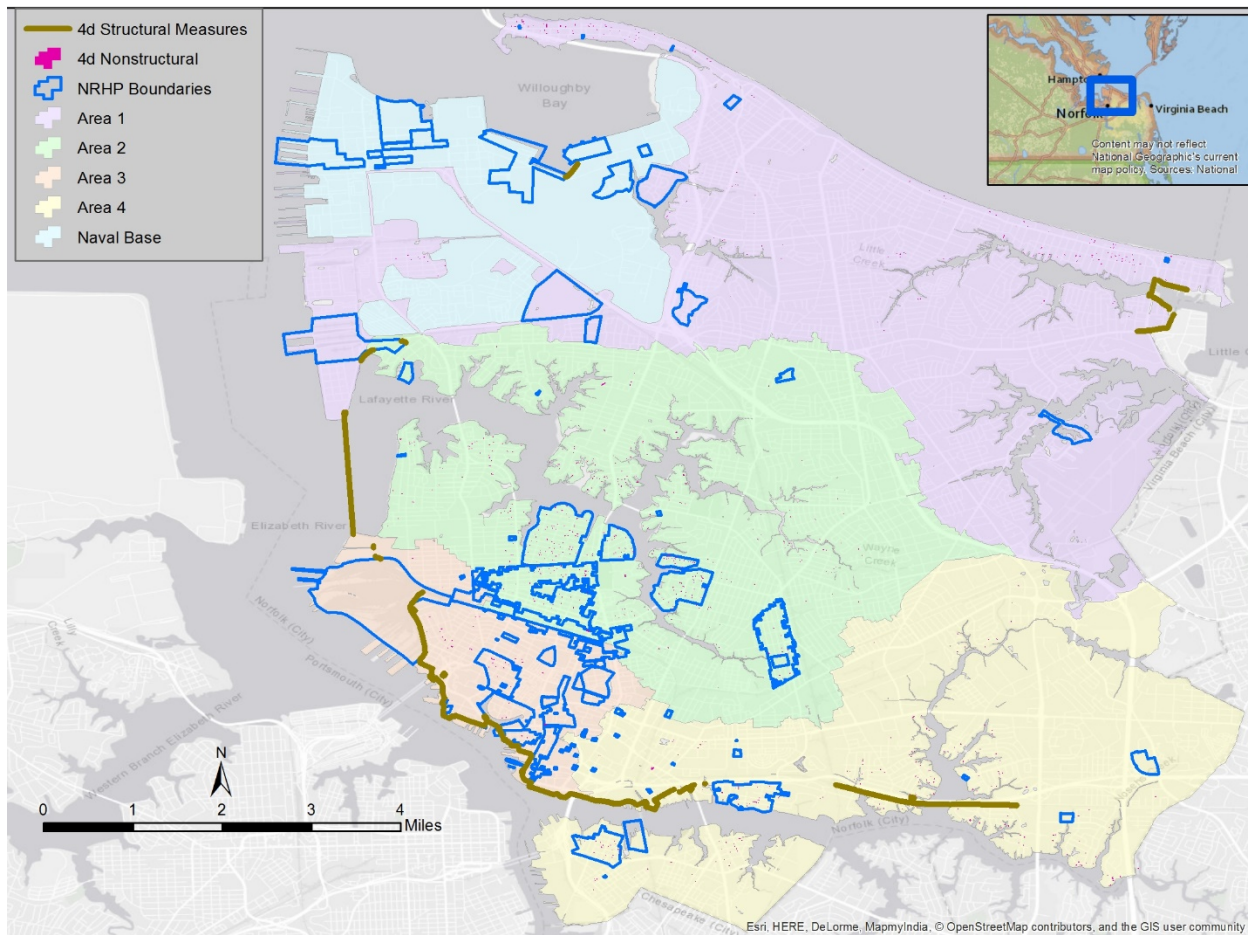 4d Structural Measures
4d Nonstructural
NRHP Boundaries
Area 1
Area 2
Area 3
Area 4
Naval Base
Willoughby
Bay
Hampton
Norfolk
Virginia Beach
Content may not reflect
National Geographic's current
map policy. Sources: National
Little
Creek
Little C
Lafayette River
Virginia Beach (City)
Elizabeth River
Wayne Creek
Norfolk (City)
Portsmouth (City)
Western Branch Elizabeth River
Lilly
Creek
N
0 1 2 3 4
Miles
Norfolk (City)
Chesapeake (City)
Esri, HERE, DeLorme, MapmyIndia, © OpenStreetMap contributors, and the GIS user community